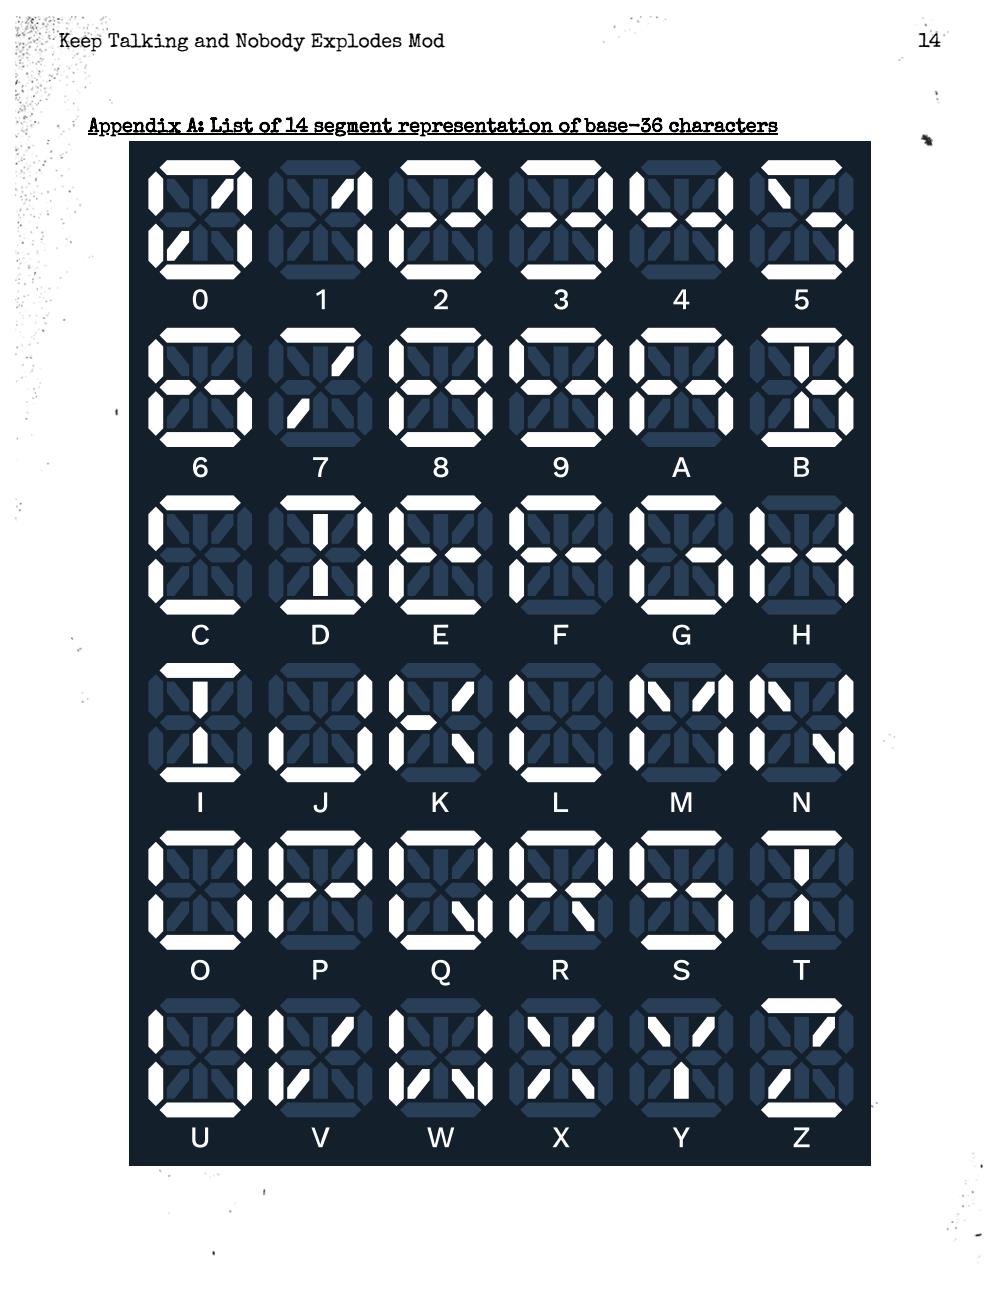 Keep Talking and Nobody Explodes Mod 14
Appendix A: List of 14 segment representation of base-36 characters
0 1 2 3 4 5
6 7 8 9 A B
C D E F G H
I J K L M N
O P Q R S T
U V W X Y Z